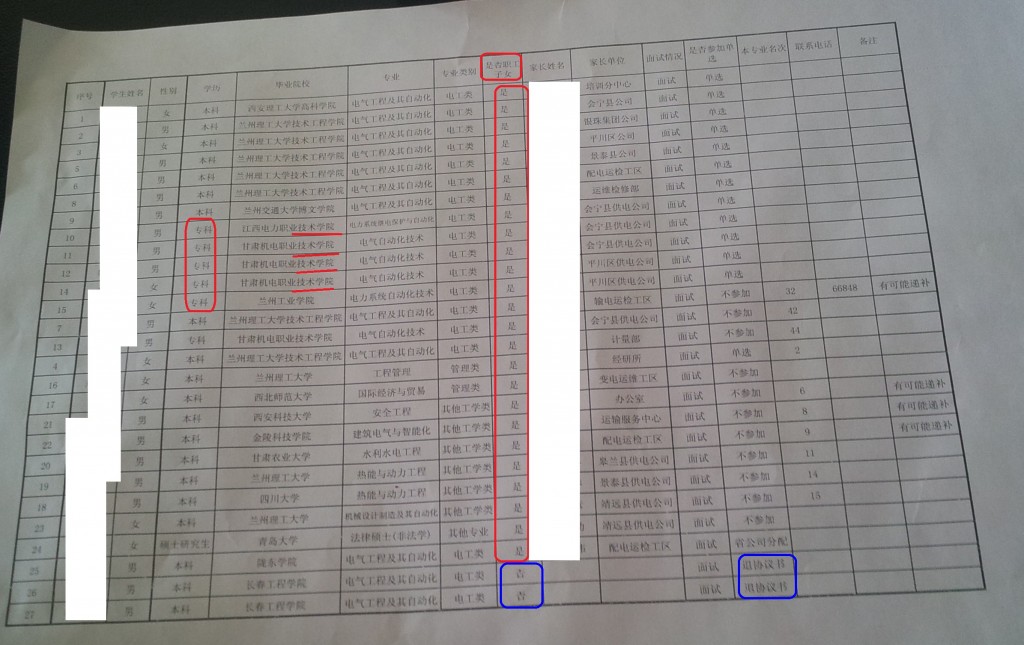 序号 学生姓名 性别 学历 毕业院校 专业 专业类别 是否职工子女 家长姓名 家长单位 面试情况 是否参加单选 本专业名次 联系电话 备注
1 女 本科 西安理工大学高科学院 电气工程及其自动化 电工类 是 培训分中心 面试 单选
男 本科 兰州理工大学技术工程学院 电气工程及其自动化 电工类 是 会宁县公司 面试 单选
3 女 本科 兰州理工大学技术工程学院 电气工程及其自动化 电工类 是 银珠集团公司 面试 单选
5 男 本科 兰州理工大学技术工程学院 电气工程及其自动化 电工类 是 平川区公司 面试 单选
6 男 本科 兰州理工大学技术工程学院 电气工程及其自动化 电工类 是 景泰县公司 面试 单选
8 男 本科 兰州理工大学技术工程学院 电气工程及其自动化 电工类 是 配电运检工区 面试 单选
9 男 本科 兰州交通大学博文学院 电气工程及其自动化 电工类 是 运维检修部 面试 单选
10 男 专科 江西电力职业技术学院 电力系统继电保护与自动化 电工类 是 会宁县供电公司 面试 单选
11 女 专科 甘肃机电职业技术学院 电气自动化技术 电工类 是 会宁县供电公司 面试 单选
12 男 专科 甘肃机电职业技术学院 电气自动化技术 电工类 是 会宁县供电公司 面试 单选
14 女 专科 甘肃机电职业技术学院 电气自动化技术 电工类 是 平川区供电公司 面试 单选
15 女 专科 兰州工业学院 电力系统自动化技术 电工类 是 平川区供电公司 面试 单选
7 男 本科 兰州理工大学技术工程学院 电气工程及其自动化 电工类 是 输电运检工区 面试 不参加 32 66848 有可能递补
13 男 专科 甘肃机电职业技术学院 电气自动化技术 电工类 是 会宁县供电公司 面试 不参加 42
4 女 本科 兰州理工大学技术工程学院 电气工程及其自动化 电工类 是 计量部 面试 不参加 44
16 女 本科 兰州理工大学 工程管理 管理类 是 经研所 面试 单选 2
17 女 本科 西北师范大学 国际经济与贸易 管理类 是 变电运维工区 面试 不参加
21 男 本科 西安科技大学 安全工程 其他工学类 是 办公室 面试 不参加 6 有可能递补
22 男 本科 金陵科技学院 建筑电气与智能化 其他工学类 是 运输服务中心 面试 不参加 8 有可能递补
20 男 本科 甘肃农业大学 水利水电工程 其他工学类 是 配电运检工区 面试 不参加 9 有可能递补
19 男 本科 兰州理工大学 热能与动力工程 其他工学类 是 皋兰县供电公司 面试 不参加 11
18 男 本科 四川大学 热能与动力工程 其他工学类 是 景泰县供电公司 面试 不参加 14
23 女 本科 兰州理工大学 机械设计制造及其自动化 其他工学类 是 靖远县供电公司 面试 不参加 15
24 女 硕士研究生 青岛大学 法律硕士(非法学) 其他专业 是 靖远县供电公司 面试 不参加
25 男 本科 陇东学院 电气工程及其自动化 电工类 是 配电运检工区 面试 省公司分配
26 男 本科 长春工程学院 电气工程及其自动化 电工类 否 面试 退协议书
27 男 本科 长春工程学院 电气工程及其自动化 电工类 否 面试 退协议书